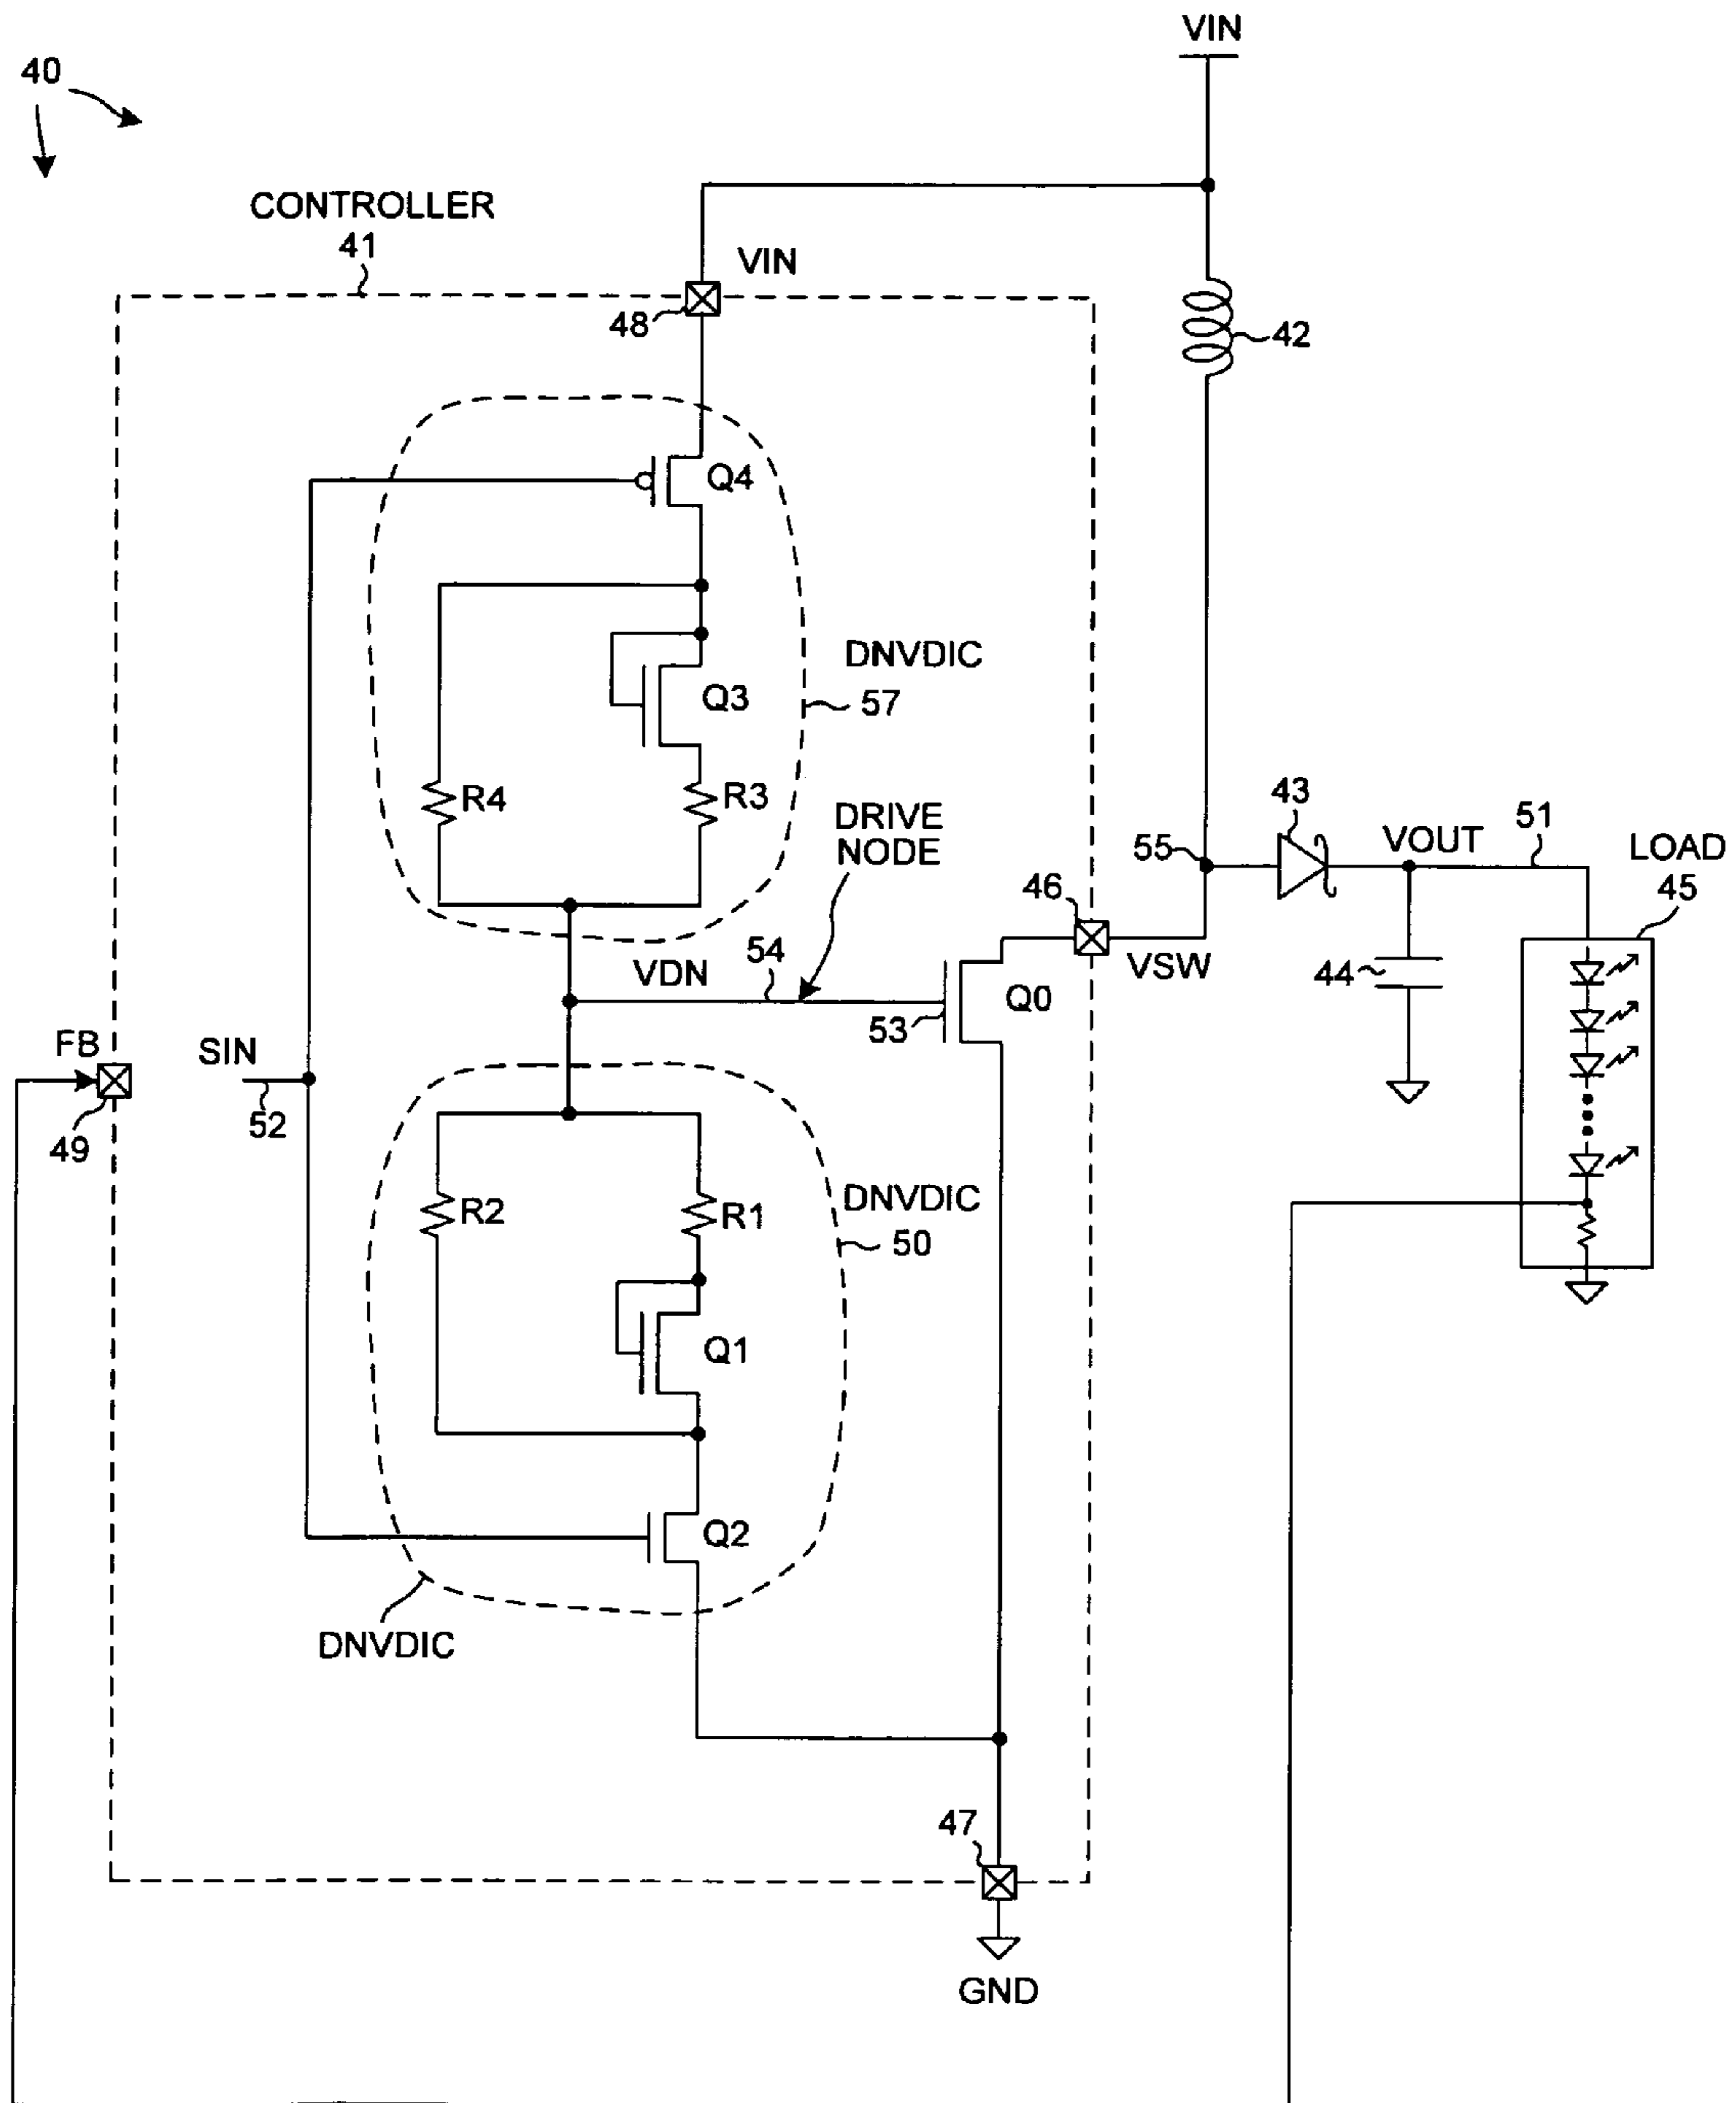 VIN
40
CONTROLLER
41
VIN
48
42
Q4
DNVDIC
57
Q3
R4
R3
DRIVE
NODE
43
VOUT
51
LOAD
45
55
46
VSW
44
VDN
54
Q0
53
FB
SIN
52
49
R2
R1
DNVDIC
50
Q1
Q2
DNVDIC
47
GND